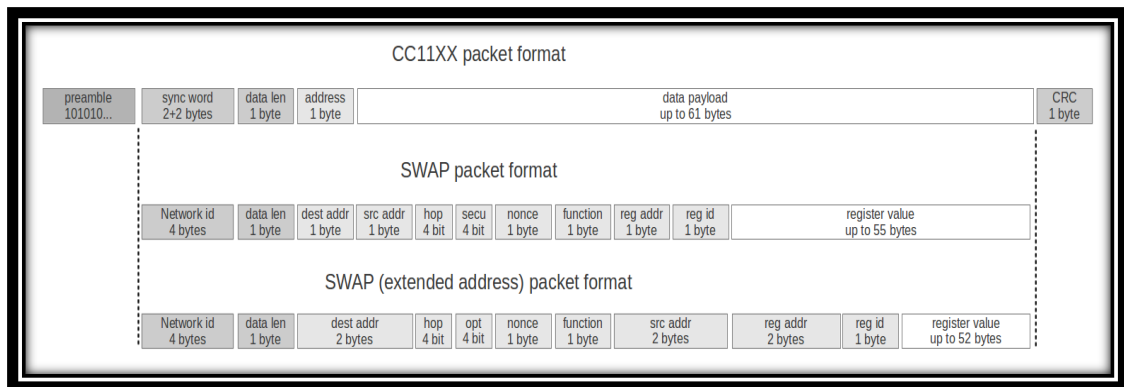 CC11XX packet format
preamble sync word data len address data payload CRC
101010... 2+2 bytes 1 byte 1 byte up to 61 bytes 1 byte
SWAP packet format
Network id data len dest addr src addr hop secu nonce function reg addr reg id register value
4 bytes 1 byte 1 byte 1 byte 4 bit 4 bit 1 byte 1 byte 1 byte 1 byte up to 55 bytes
SWAP (extended address) packet format
Network id data len dest addr hop opt nonce function src addr reg addr reg id register value
4 bytes 1 byte 2 bytes 4 bit 4 bit 1 byte 1 byte 2 bytes 2 bytes 1 byte up to 52 bytes